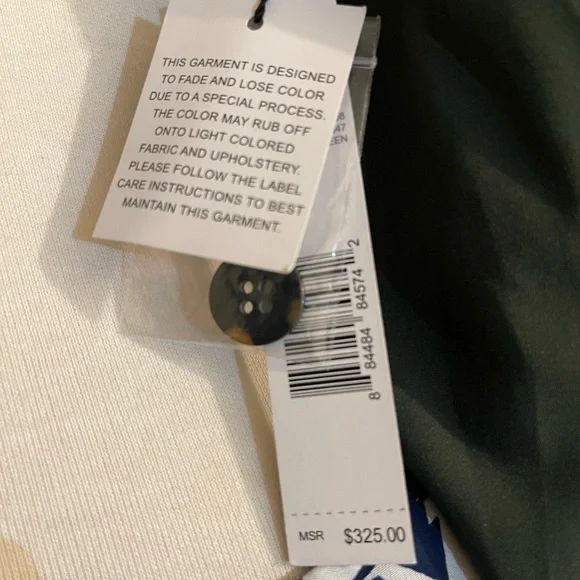 THIS GARMENT IS DESIGNED
TO FADE AND LOSE COLOR
DUE TO A SPECIAL PROCESS.
THE COLOR MAY RUB OFF
ONTO LIGHT COLORED
FABRIC AND UPHOLSTERY.
PLEASE FOLLOW THE LABEL
CARE INSTRUCTIONS TO BEST
MAINTAIN THIS GARMENT.
47
EEN
8 84484 84574 2
MSR $325.00